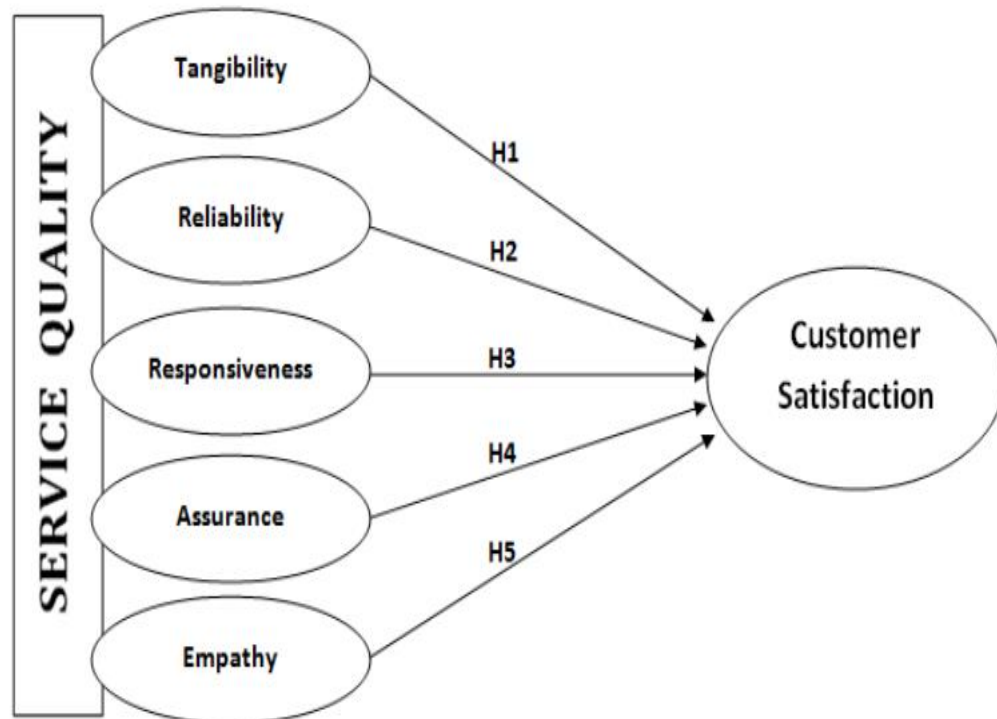 SERVICE QUALITY
Tangibility
H1
Reliability
H2
Responsiveness
H3
Assurance
H4
Empathy
H5
Customer
Satisfaction